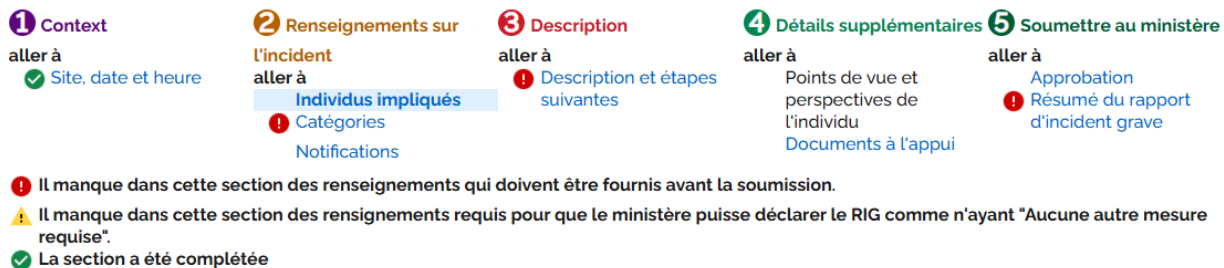 1 Context
aller à
Site, date et heure
2 Renseignements sur
l'incident
aller à
Individus impliqués
Catégories
Notifications
3 Description
aller à
Description et étapes
suivantes
4 Détails supplémentaires
aller à
Points de vue et
perspectives de
l'individu
Documents à l'appui
5 Soumettre au ministère
aller à
Approbation
Résumé du rapport
d'incident grave
Il manque dans cette section des renseignements qui doivent être fournis avant la soumission.
Il manque dans cette section des rensignements requis pour que le ministère puisse déclarer le RIG comme n'ayant "Aucune autre mesure
requise".
La section a été complétée